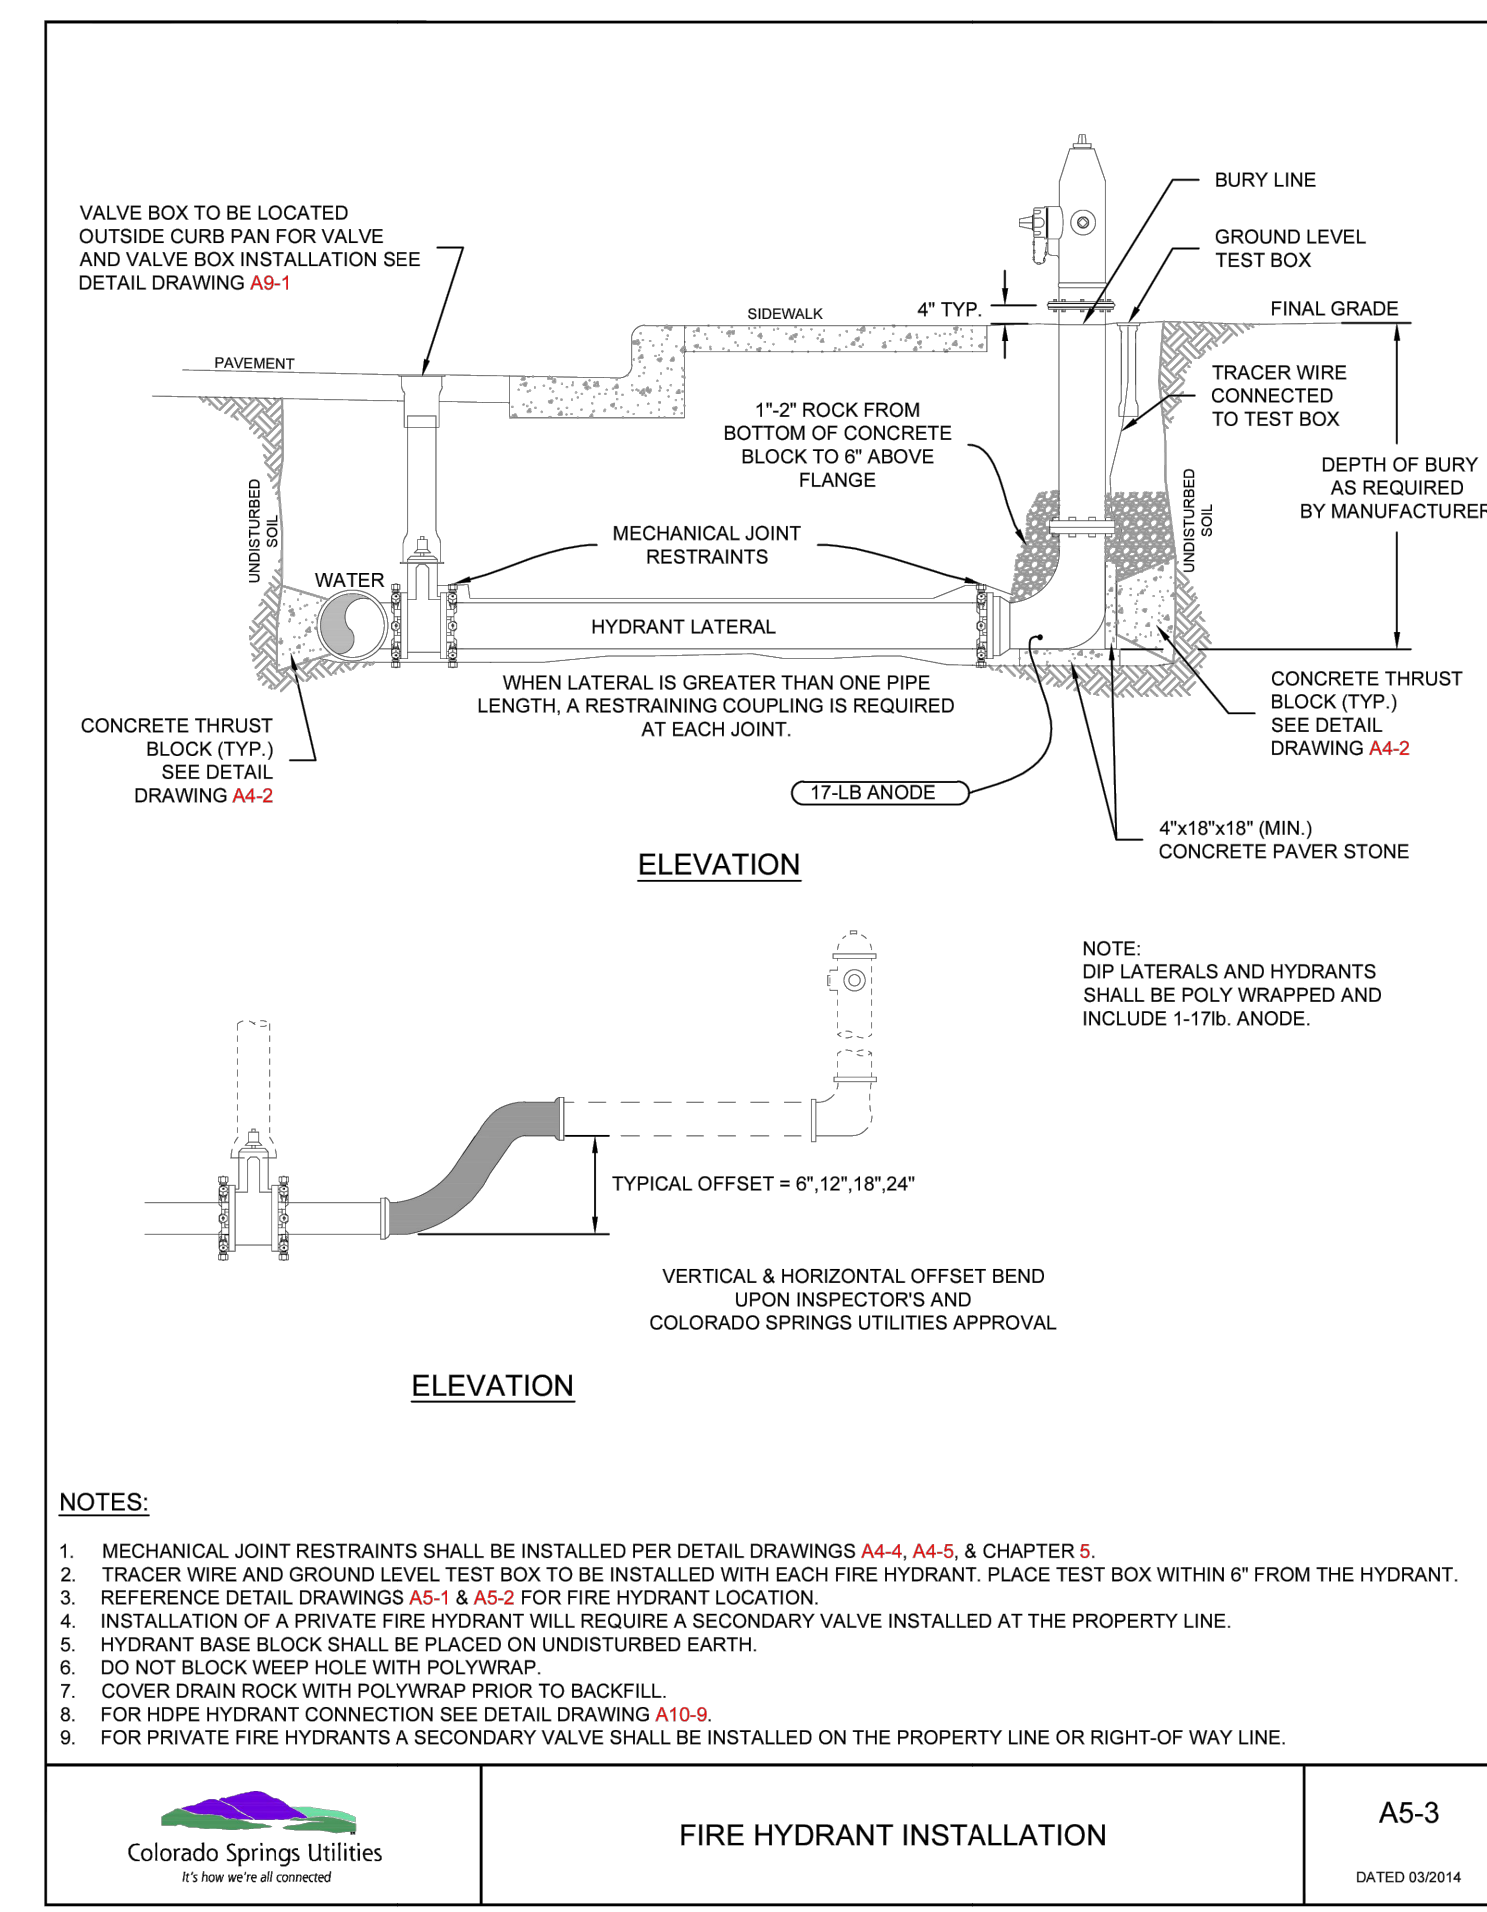 BURY LINE
VALVE BOX TO BE LOCATED
OUTSIDE CURB PAN FOR VALVE
AND VALVE BOX INSTALLATION SEE
DETAIL DRAWING A9-1
GROUND LEVEL
TEST BOX
4" TYP.
SIDEWALK
FINAL GRADE
PAVEMENT
TRACER WIRE
CONNECTED
TO TEST BOX
1"-2" ROCK FROM
BOTTOM OF CONCRETE
BLOCK TO 6" ABOVE
FLANGE
DEPTH OF BURY
AS REQUIRED
BY MANUFACTURER
UNDISTURBED
SOIL
UNDISTURBED
SOIL
MECHANICAL JOINT
RESTRAINTS
WATER
HYDRANT LATERAL
WHEN LATERAL IS GREATER THAN ONE PIPE
LENGTH, A RESTRAINING COUPLING IS REQUIRED
AT EACH JOINT.
CONCRETE THRUST
BLOCK (TYP.)
SEE DETAIL
DRAWING A4-2
CONCRETE THRUST
BLOCK (TYP.)
SEE DETAIL
DRAWING A4-2
17-LB ANODE
4"x18"x18" (MIN.)
CONCRETE PAVER STONE
ELEVATION
NOTE:
DIP LATERALS AND HYDRANTS
SHALL BE POLY WRAPPED AND
INCLUDE 1-17lb. ANODE.
TYPICAL OFFSET = 6",12",18",24"
VERTICAL & HORIZONTAL OFFSET BEND
UPON INSPECTOR'S AND
COLORADO SPRINGS UTILITIES APPROVAL
ELEVATION
NOTES:
1. MECHANICAL JOINT RESTRAINTS SHALL BE INSTALLED PER DETAIL DRAWINGS A4-4, A4-5, & CHAPTER 5.
2. TRACER WIRE AND GROUND LEVEL TEST BOX TO BE INSTALLED WITH EACH FIRE HYDRANT. PLACE TEST BOX WITHIN 6" FROM THE HYDRANT.
3. REFERENCE DETAIL DRAWINGS A5-1 & A5-2 FOR FIRE HYDRANT LOCATION.
4. INSTALLATION OF A PRIVATE FIRE HYDRANT WILL REQUIRE A SECONDARY VALVE INSTALLED AT THE PROPERTY LINE.
5. HYDRANT BASE BLOCK SHALL BE PLACED ON UNDISTURBED EARTH.
6. DO NOT BLOCK WEEP HOLE WITH POLYWRAP.
7. COVER DRAIN ROCK WITH POLYWRAP PRIOR TO BACKFILL.
8. FOR HDPE HYDRANT CONNECTION SEE DETAIL DRAWING A10-9.
9. FOR PRIVATE FIRE HYDRANTS A SECONDARY VALVE SHALL BE INSTALLED ON THE PROPERTY LINE OR RIGHT-OF WAY LINE.
Colorado Springs Utilities
It's how we're all connected
FIRE HYDRANT INSTALLATION
A5-3
DATED 03/2014